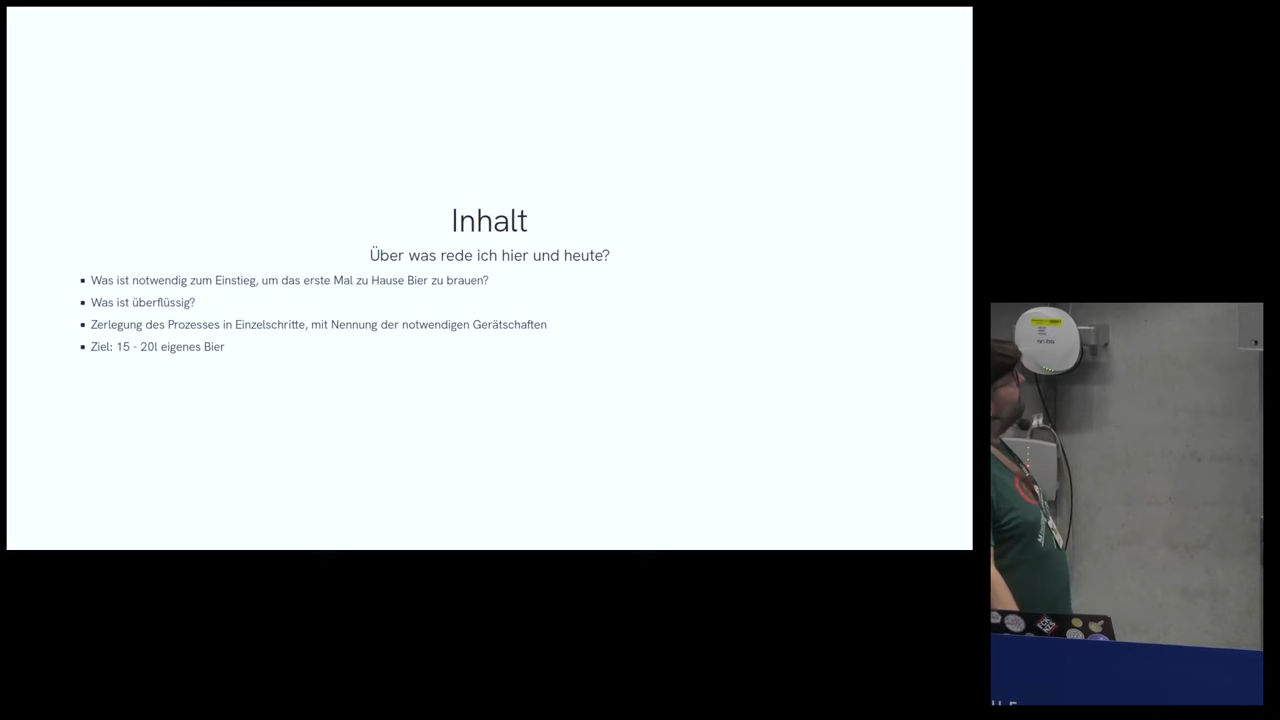 Inhalt
Über was rede ich hier und heute?
Was ist notwendig zum Einstieg, um das erste Mal zu Hause Bier zu brauen?
Was ist überflüssig?
Zerlegung des Prozesses in Einzelschritte, mit Nennung der notwendigen Gerätschaften
Ziel: 15 - 20l eigenes Bier
aruba